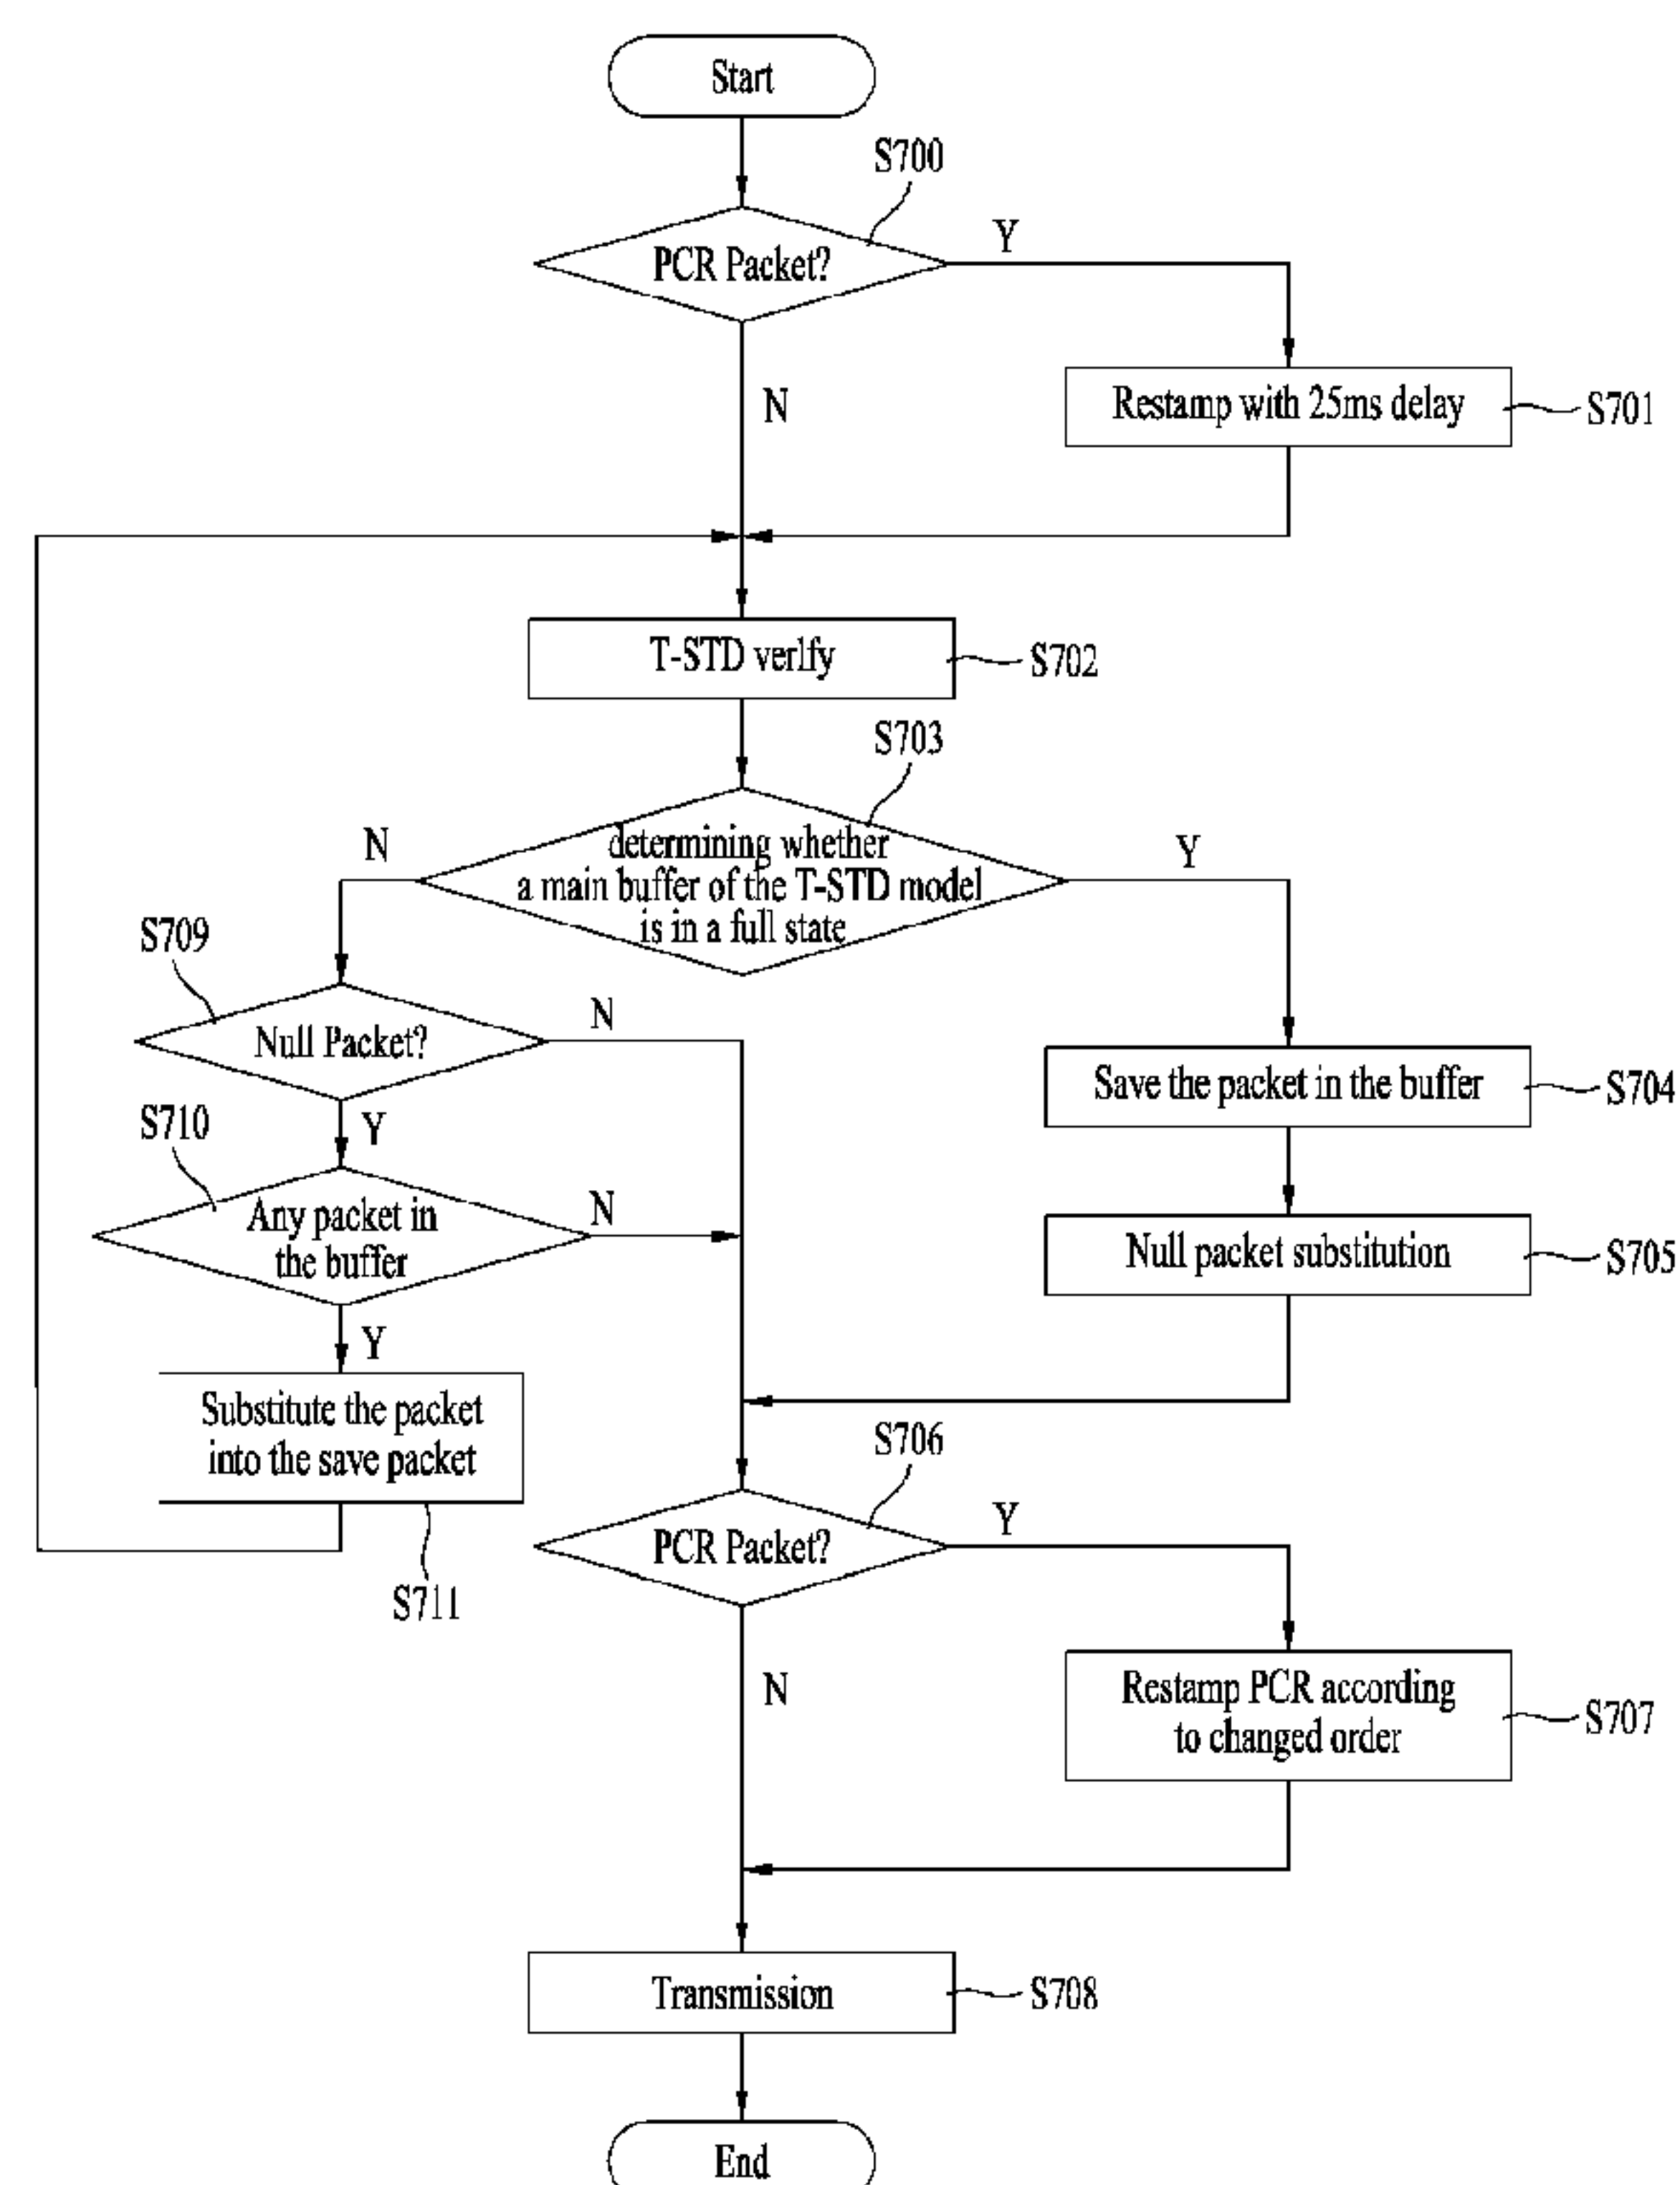 Start
S700
PCR Packet?
Y
N
Restamp with 25ms delay
S701
T-STD verify
S702
S703
determining whether
a main buffer of the T-STD model
is in a full state
N
Y
S709
Null Packet?
N
Y
Save the packet in the buffer
S704
S710
Any packet in
the buffer
N
Y
Null packet substitution
S705
Substitute the packet
into the save packet
S711
S706
PCR Packet?
Y
N
Restamp PCR according
to changed order
S707
Transmission
S708
End